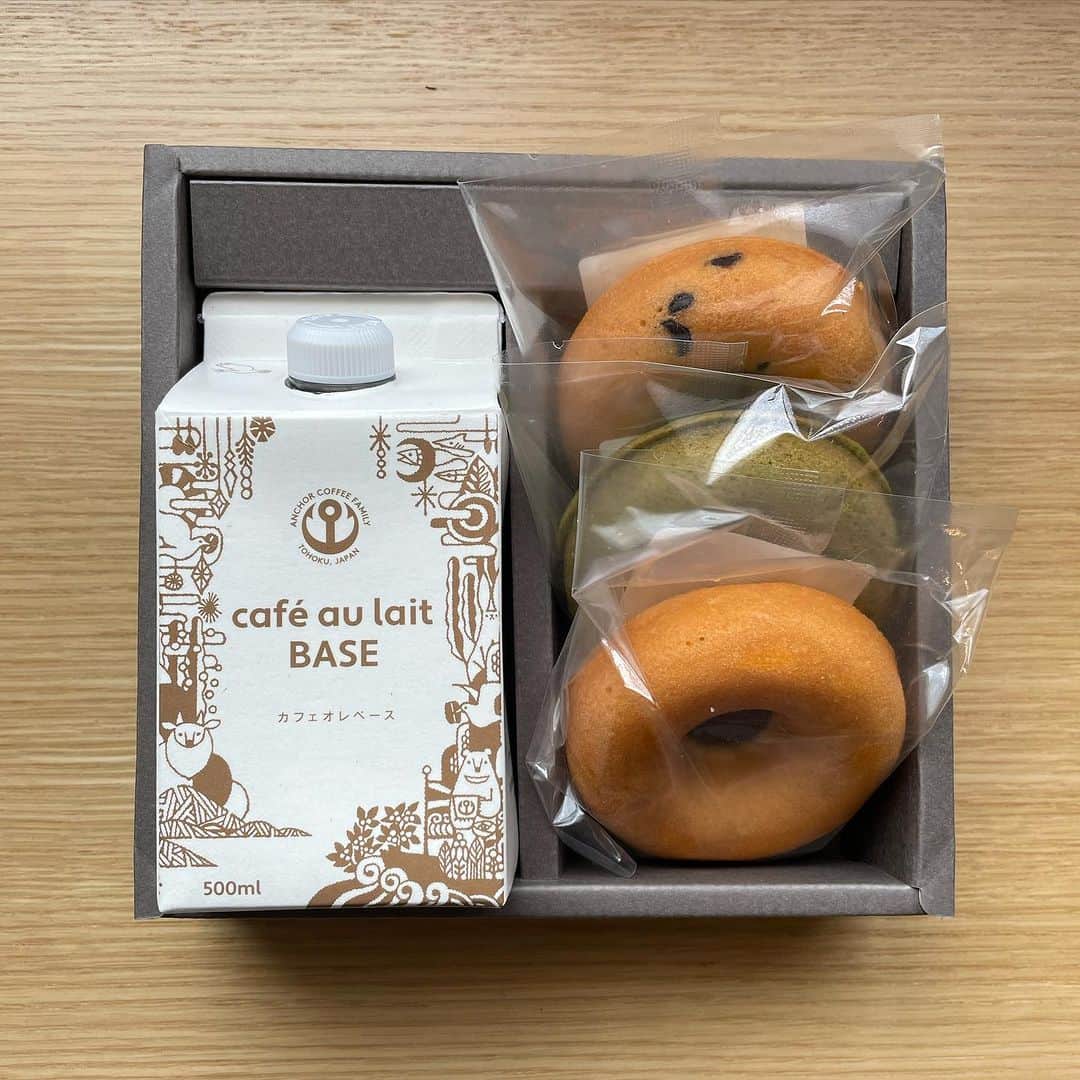 ANCHOR COFFEE FAMILY
TOHOKU, JAPAN
café au lait
BASE
カフェオレベース
500ml